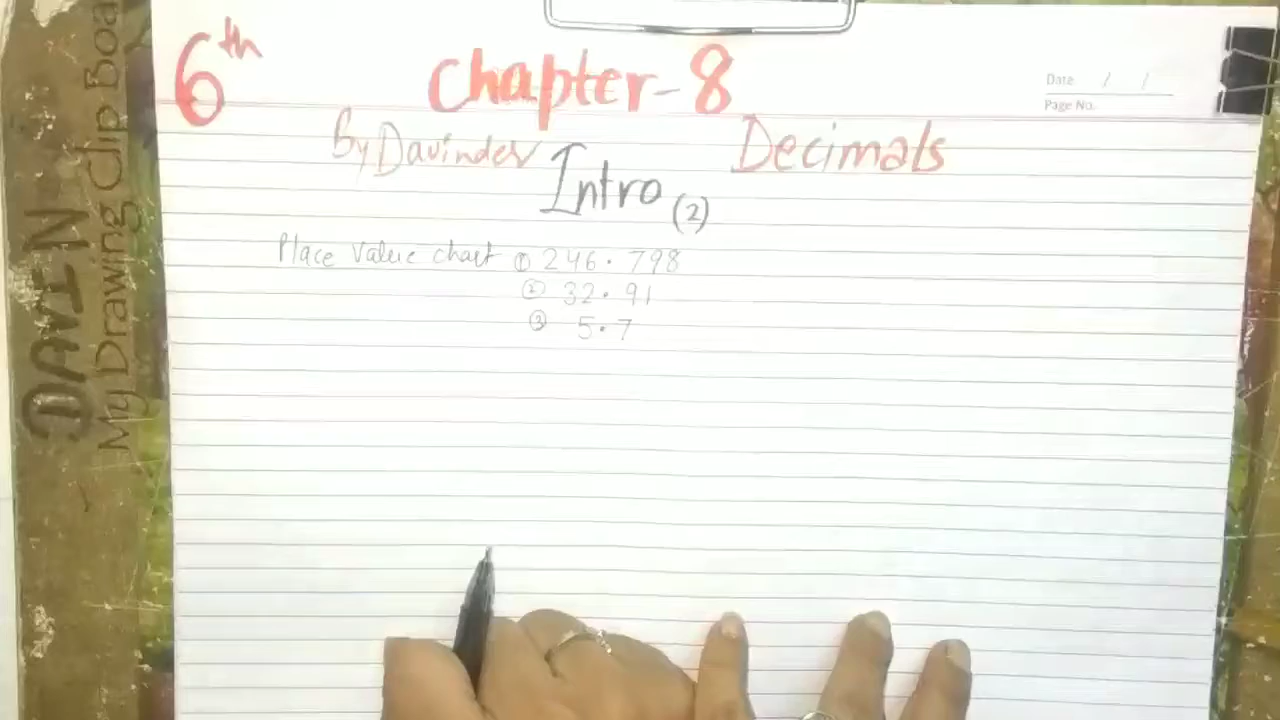 6th Chapter-8
Date / /
Page No.
By Davinder Decimals
Intro (2)
Place Value chart ① 246.798
② 32.91
③ 5.7
DAVIEN
My Drawing Clip Boa